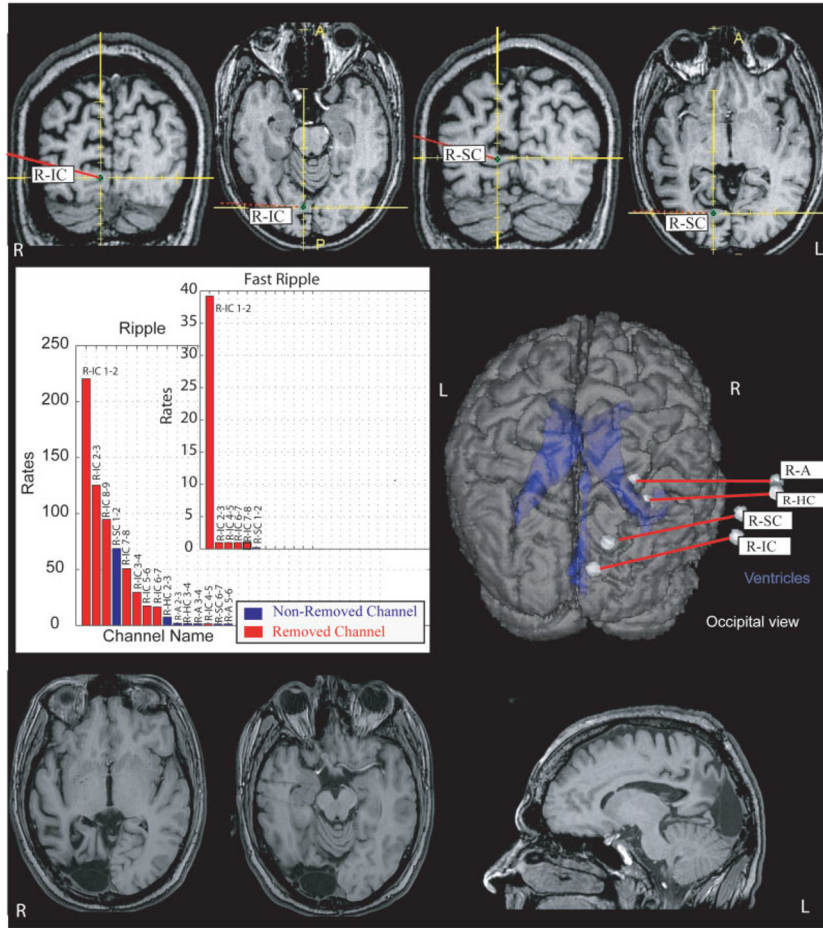 A
A
R-IC
R-IC
R-SC
R-SC
R
P
L
Fast Ripple
40
35
30
25
20
15
10
5
0
Rates
R-IC 1-2
R-IC 2-3
R-IC 4-5
R-IC 6-7
R-IC 7-8
R-SC 1-2
Ripple
250
200
150
100
50
0
Rates
R-IC 1-2
R-IC 2-3
R-IC 8-9
R-SC 1-2
R-IC 7-8
R-IC 3-4
R-IC 5-6
R-IC 6-7
R-HC 2-3
R-A 2-3
R-HC 3-4
R-A 3-4
R-IC 4-5
R-SC 6-7
R-A 5-6
Channel Name
Non-Removed Channel
Removed Channel
L
R
R-A
R-HC
R-SC
R-IC
Ventricles
Occipital view
R
L